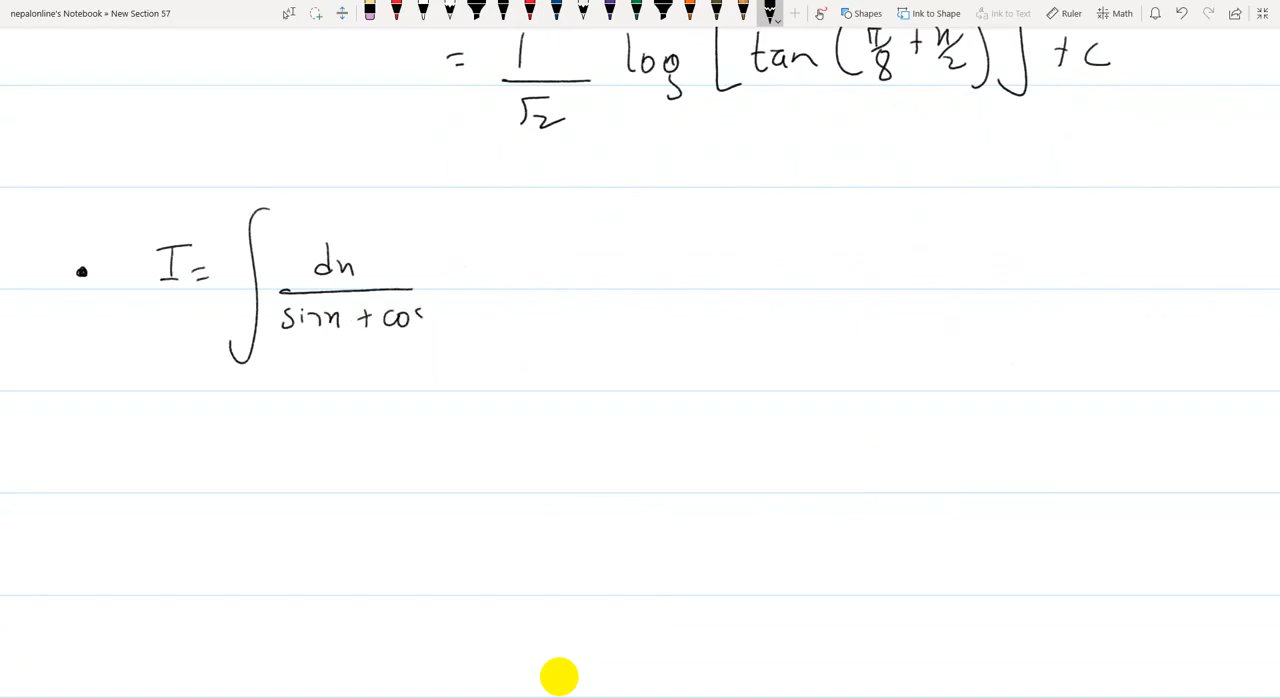 nepalonline's Notebook » New Section 57
Shapes Ink to Shape Ink to Text Ruler Math
= 1/√2 log [tan (π/8 + x/2)] + c
• I = ∫ dx / sinx + cos